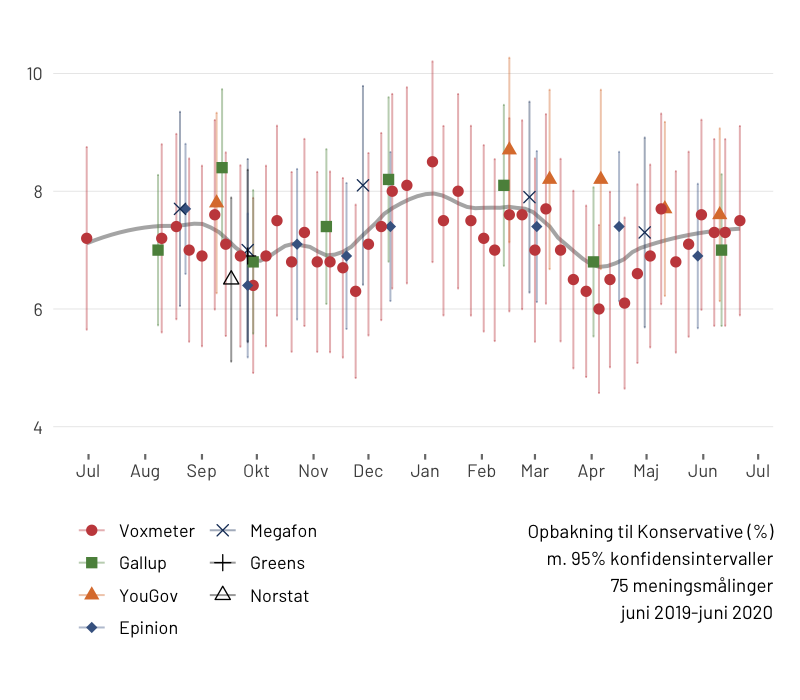 10
8
6
4
Jul Aug Sep Okt Nov Dec Jan Feb Mar Apr Maj Jun Jul
Voxmeter Megafon
Gallup Greens
YouGov Norstat
Epinion
Opbakning til Konservative (%)
m. 95% konfidensintervaller
75 meningsmålinger
juni 2019-juni 2020